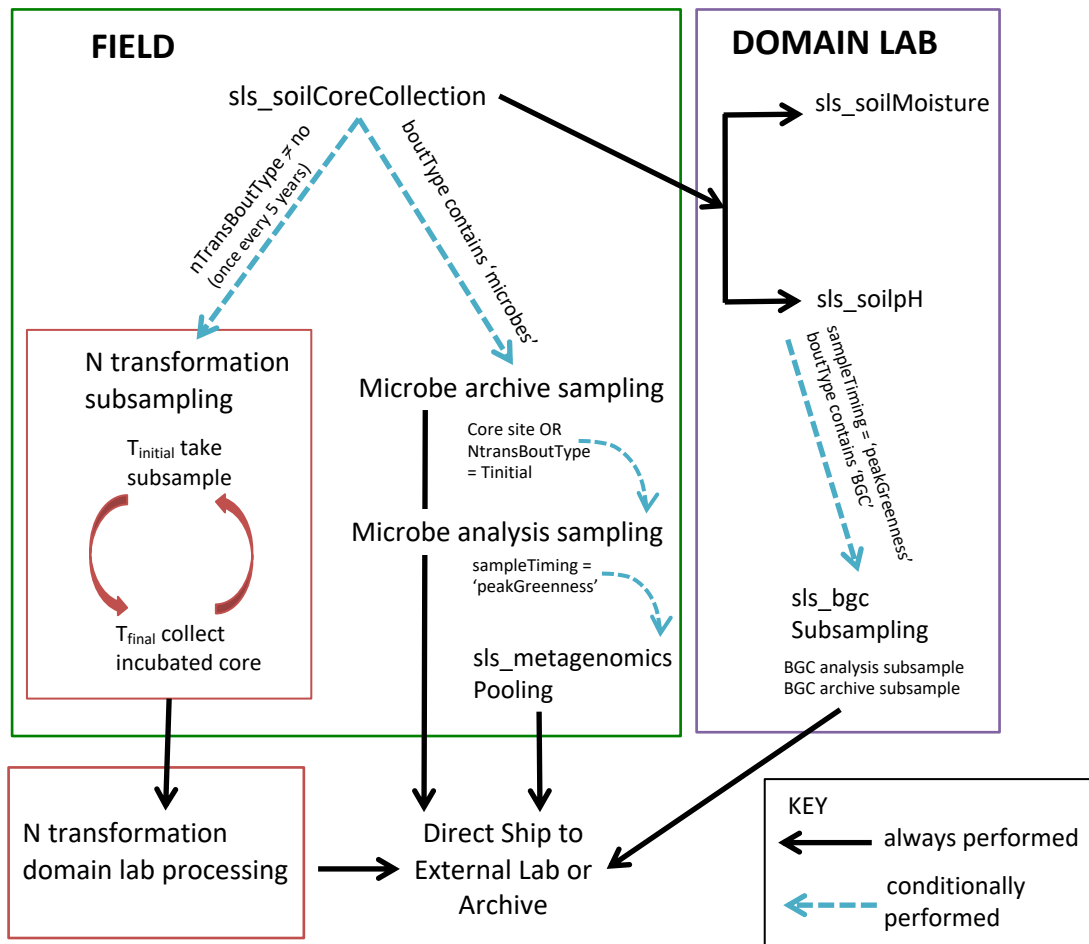 FIELD
sls_soilCoreCollection
nTransBoutType ≠ no
(once every 5 years)
boutType contains ‘microbes’
N transformation
subsampling
Tinitial take
subsample
Tfinal collect
incubated core
Microbe archive sampling
Core site OR
NtransBoutType
= Tinitial
Microbe analysis sampling
sampleTiming =
‘peakGreenness’
sls_metagenomics
Pooling
DOMAIN LAB
sls_soilMoisture
sls_soilpH
sampleTiming = ‘peakGreenness’
boutType contains ‘BGC’
sls_bgc
Subsampling
BGC analysis subsample
BGC archive subsample
N transformation
domain lab processing
Direct Ship to
External Lab or
Archive
KEY
always performed
conditionally
performed